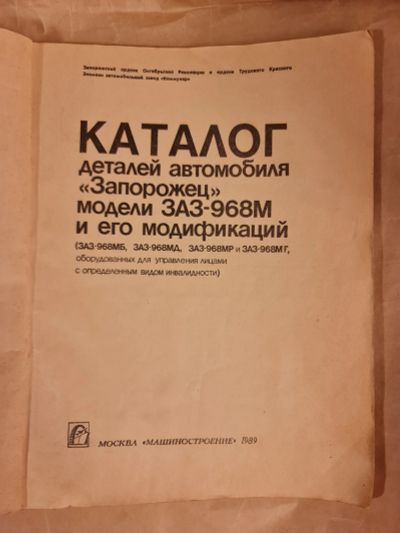 Запорожский ордена Октябрьской Революции и ордена Трудового Красного
Знамени автомобильный завод «Коммунар»
КАТАЛОГ
деталей автомобиля
«Запорожец»
модели ЗАЗ-968М
и его модификаций
(ЗАЗ-968МБ, ЗАЗ-968МД, ЗАЗ-968МР и ЗАЗ-968МГ,
оборудованных для управления лицами
с определенным видом инвалидности)
МОСКВА «МАШИНОСТРОЕНИЕ» 1989